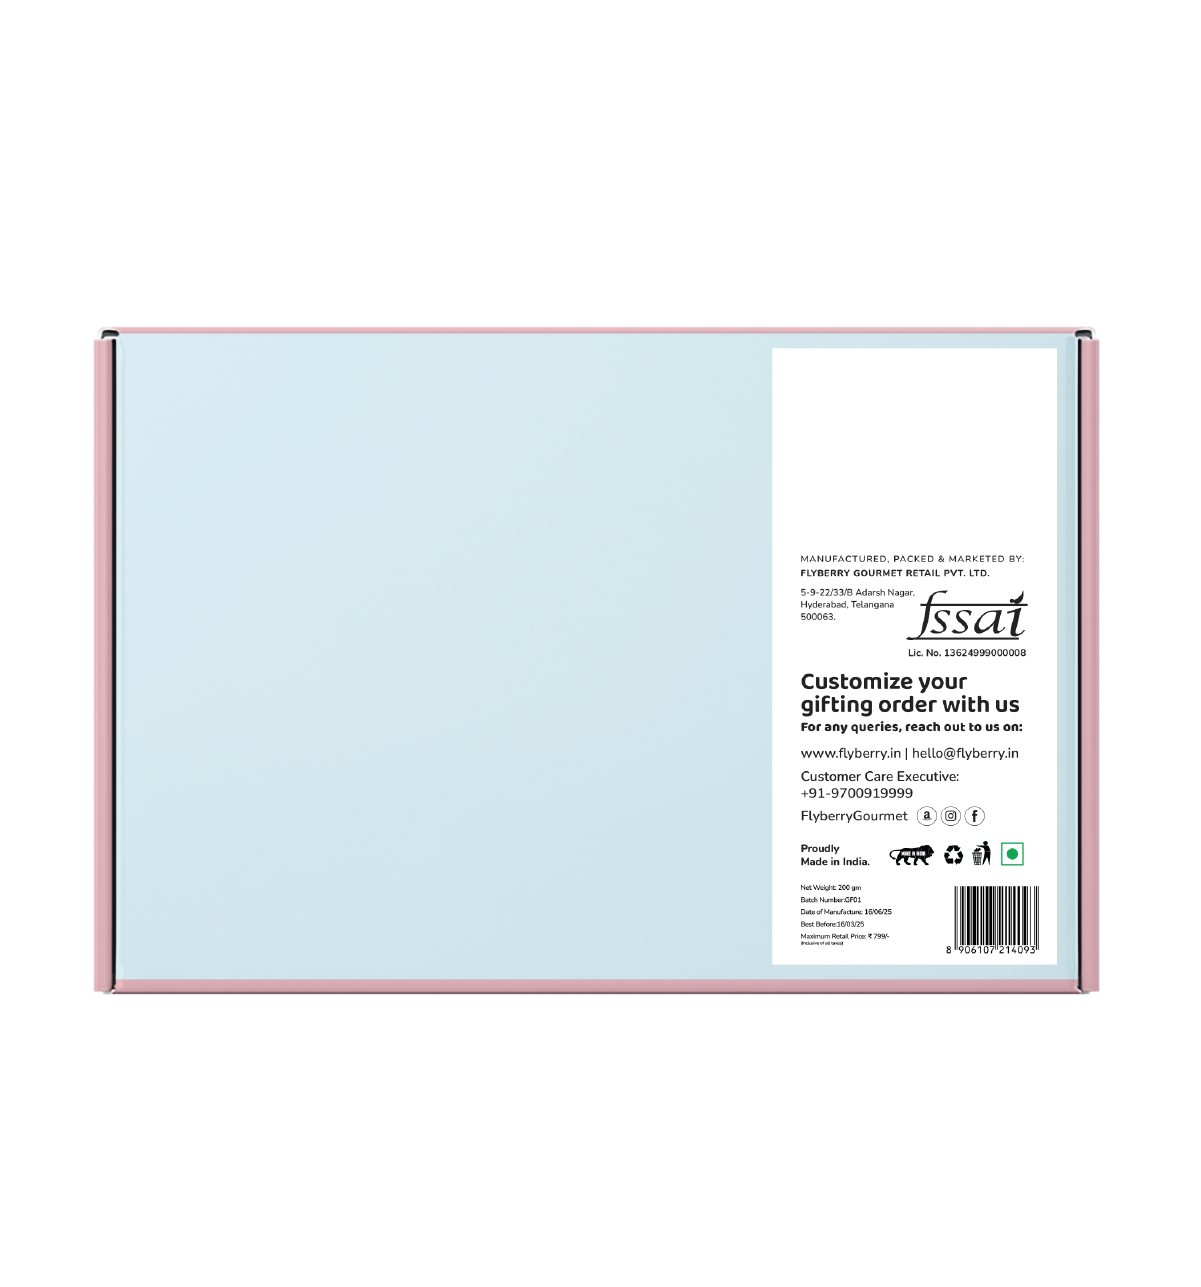 MANUFACTURED, PACKED & MARKETED BY:
FLYBERRY GOURMET RETAIL PVT. LTD.
5-9-22/33/B Adarsh Nagar,
Hyderabad, Telangana
500063.
fssai
Lic. No. 13624999000008
Customize your
gifting order with us
For any queries, reach out to us on:
www.flyberry.in | hello@flyberry.in
Customer Care Executive:
+91-9700919999
FlyberryGourmet
Proudly
Made in India.
Net Weight: 200 gm
Batch Number:GF01
Date of Manufacture: 16/06/25
Best Before:16/03/25
Maximum Retail Price: ₹ 799/-
(Inclusive of all taxes)
8 906107 214093